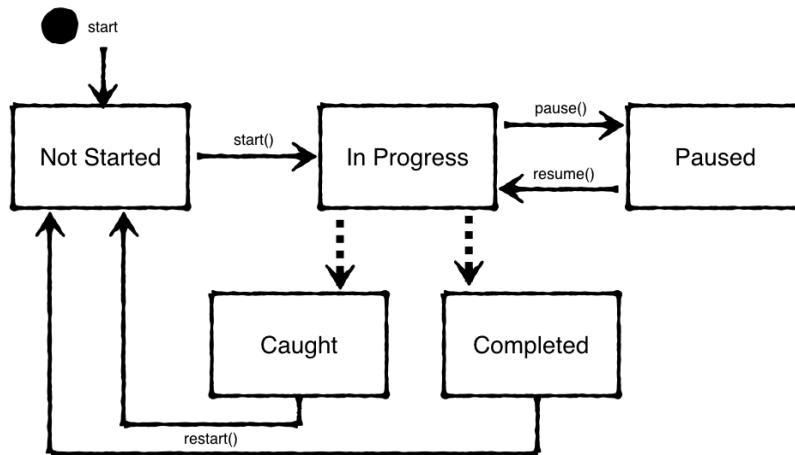 start
Not Started
start()
In Progress
pause()
resume()
Paused
Caught
Completed
restart()